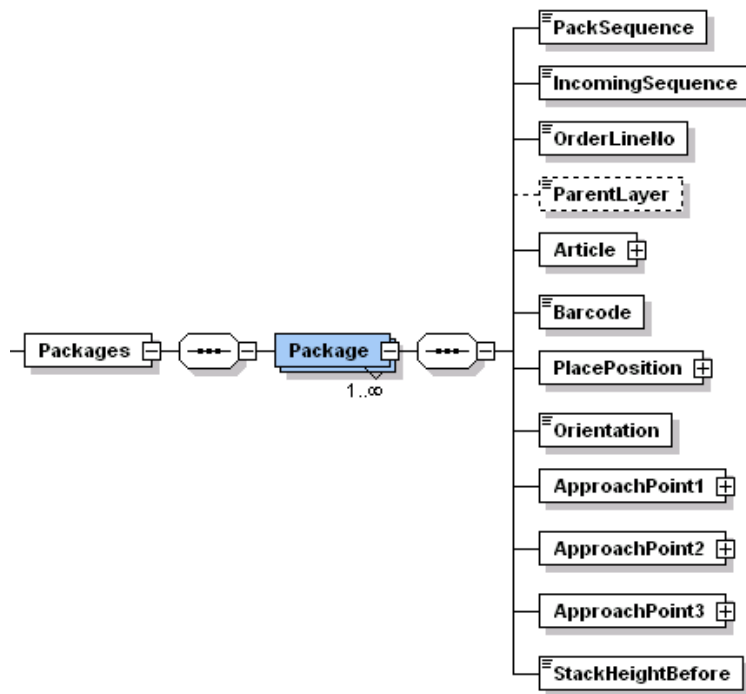 PackSequence
IncomingSequence
OrderLineNo
ParentLayer
Article
Barcode
Packages
Package
1..∞
PlacePosition
Orientation
ApproachPoint1
ApproachPoint2
ApproachPoint3
StackHeightBefore